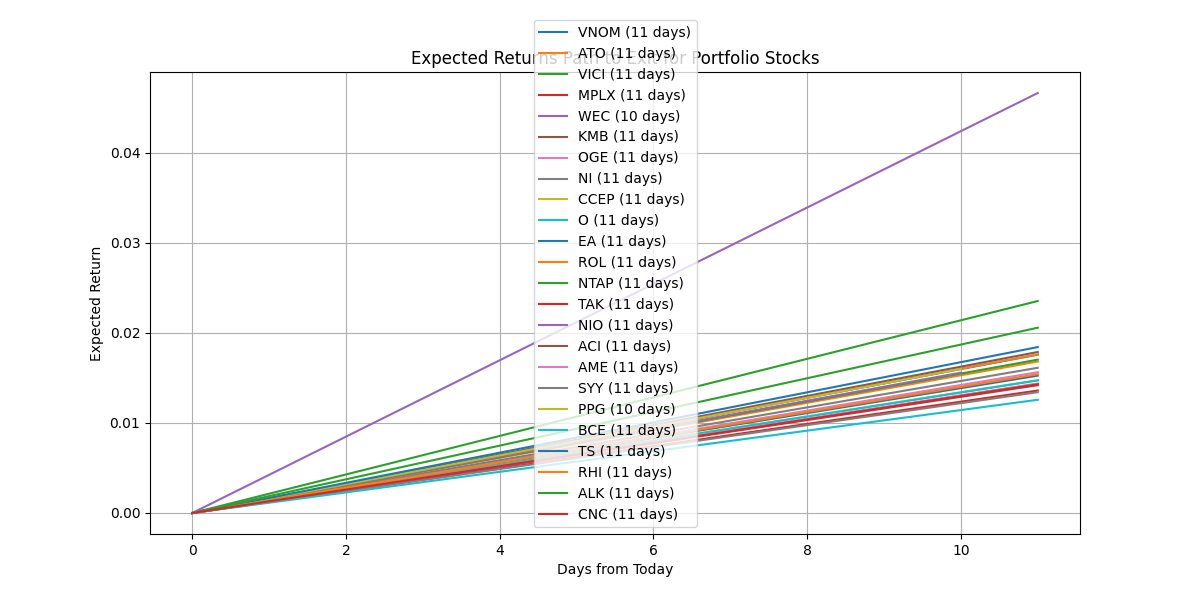 Expected Returns Path to Exit for Portfolio Stocks
VNOM (11 days)
ATO (11 days)
VICI (11 days)
MPLX (11 days)
WEC (10 days)
KMB (11 days)
OGE (11 days)
NI (11 days)
CCEP (11 days)
O (11 days)
EA (11 days)
ROL (11 days)
NTAP (11 days)
TAK (11 days)
NIO (11 days)
ACI (11 days)
AME (11 days)
SYY (11 days)
PPG (10 days)
BCE (11 days)
TS (11 days)
RHI (11 days)
ALK (11 days)
CNC (11 days)
Expected Return
0.04
0.03
0.02
0.01
0.00
0 2 4 6 8 10
Days from Today